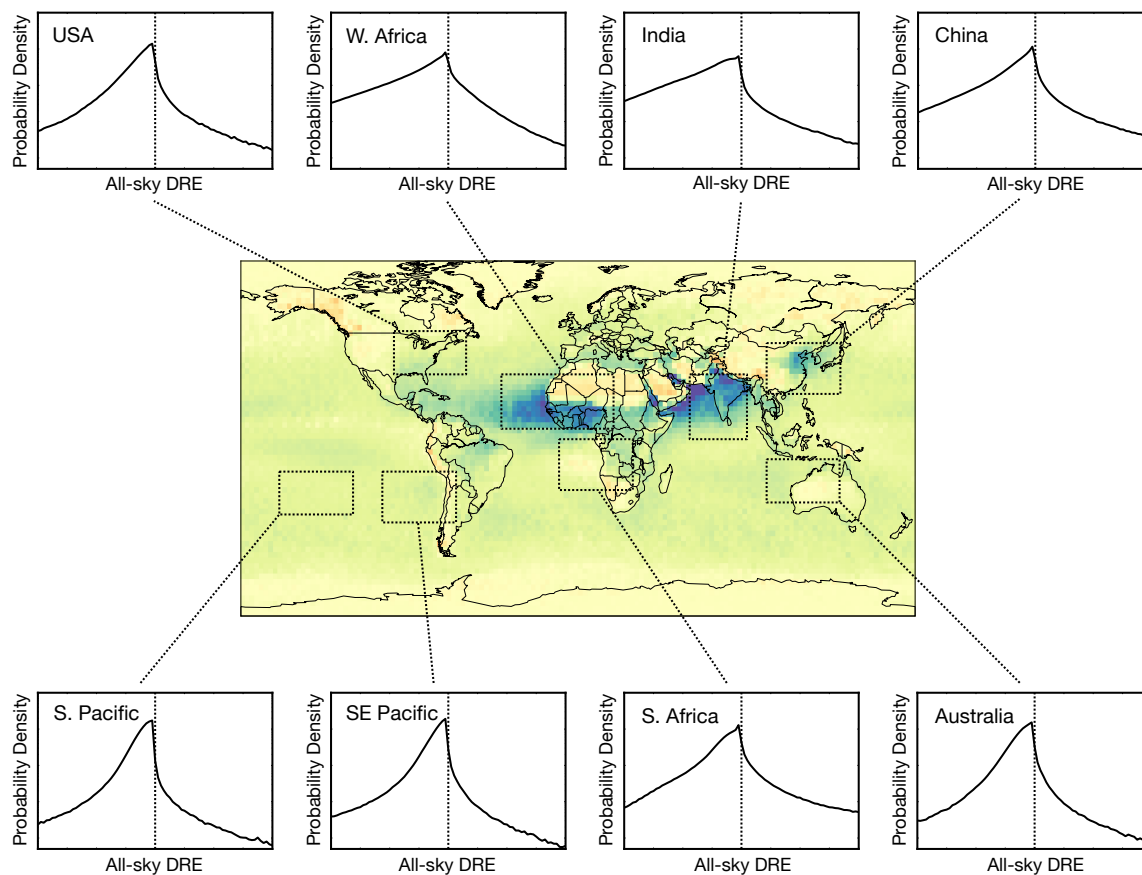 USA
Probability Density
All-sky DRE
W. Africa
Probability Density
All-sky DRE
India
Probability Density
All-sky DRE
China
Probability Density
All-sky DRE
S. Pacific
Probability Density
All-sky DRE
SE Pacific
Probability Density
All-sky DRE
S. Africa
Probability Density
All-sky DRE
Australia
Probability Density
All-sky DRE